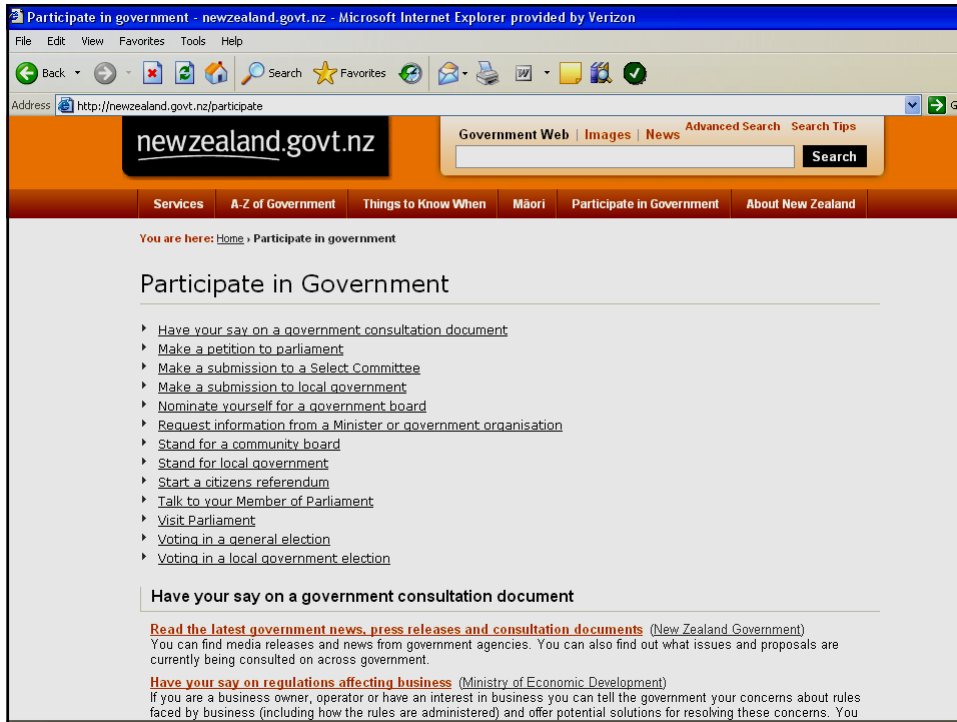 Participate in government - newzealand.govt.nz - Microsoft Internet Explorer provided by Verizon
File Edit View Favorites Tools Help
Back Search Favorites
Address http://newzealand.govt.nz/participate G
newzealand.govt.nz
Government Web | Images | News Advanced Search Search Tips
Search
Services A-Z of Government Things to Know When Māori Participate in Government About New Zealand
You are here: Home › Participate in government
Participate in Government
Have your say on a government consultation document
Make a petition to parliament
Make a submission to a Select Committee
Make a submission to local government
Nominate yourself for a government board
Request information from a Minister or government organisation
Stand for a community board
Stand for local government
Start a citizens referendum
Talk to your Member of Parliament
Visit Parliament
Voting in a general election
Voting in a local government election
Have your say on a government consultation document
Read the latest government news, press releases and consultation documents (New Zealand Government)
You can find media releases and news from government agencies. You can also find out what issues and proposals are
currently being consulted on across government.
Have your say on regulations affecting business (Ministry of Economic Development)
If you are a business owner, operator or have an interest in business you can tell the government your concerns about rules
faced by business (including how the rules are administered) and offer potential solutions for resolving these concerns. You